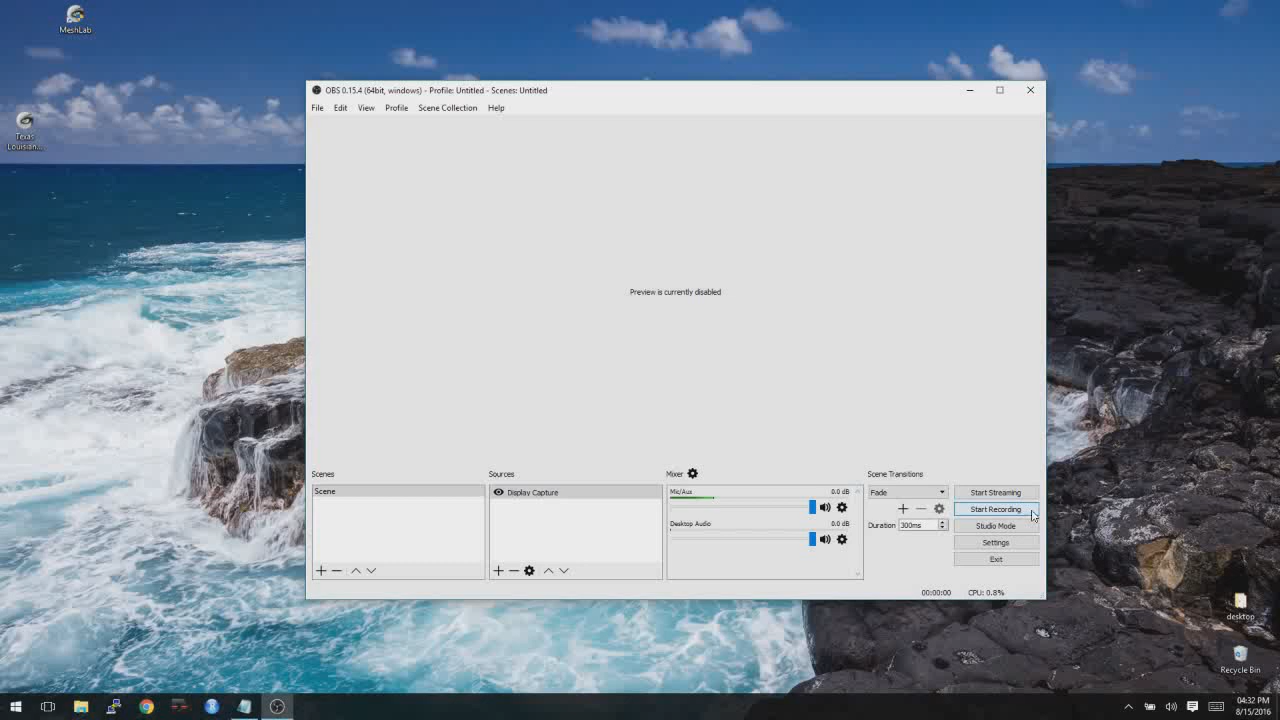 MeshLab
Texas
Louisian...
OBS 0.15.4 (64bit, windows) - Profile: Untitled - Scenes: Untitled
File Edit View Profile Scene Collection Help
Preview is currently disabled
Scenes
Scene
Sources
Display Capture
Mixer
Mic/Aux 0.0 dB
Desktop Audio 0.0 dB
Scene Transitions
Fade
Duration 300ms
Start Streaming
Start Recording
Studio Mode
Settings
Exit
00:00:00 CPU: 0.8%
desktop
Recycle Bin
04:32 PM
8/15/2016